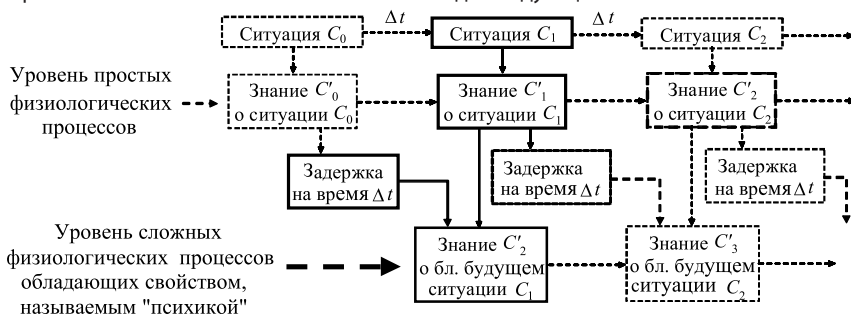 Δt
Δt
Ситуация C₀
Ситуация C₁
Ситуация C₂
Уровень простых
физиологических
процессов
Знание C′₀
о ситуации C₀
Знание C′₁
о ситуации C₁
Знание C′₂
о ситуации C₂
Задержка
на время Δt
Задержка
на время Δt
Задержка
на время Δt
Уровень сложных
физиологических процессов
обладающих свойством,
называемым "психикой"
Знание C′₂
о бл. будущем
ситуации C₁
Знание C′₃
о бл. будущем
ситуации C₂